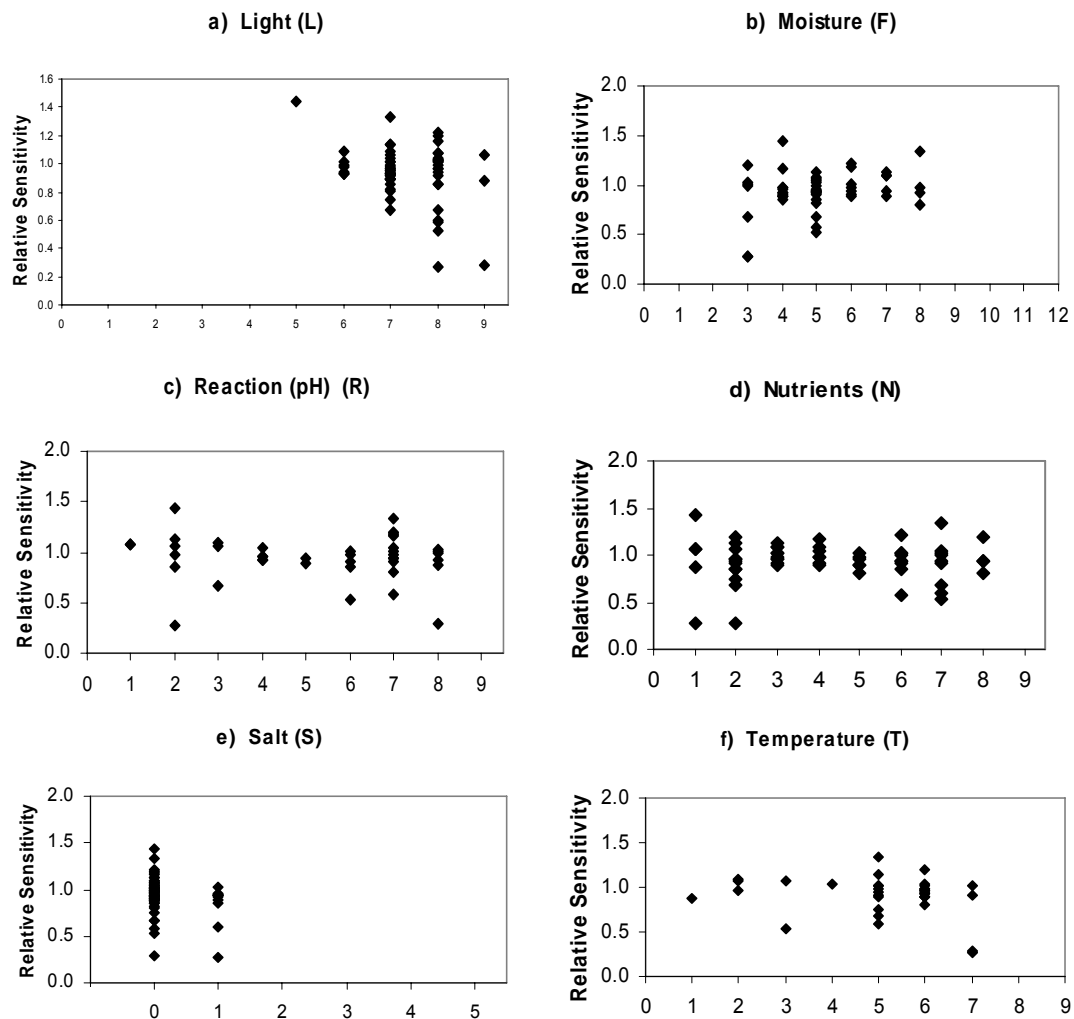 a) Light (L)
Relative Sensitivity
1.6
1.4
1.2
1.0
0.8
0.6
0.4
0.2
0.0
0 1 2 3 4 5 6 7 8 9
b) Moisture (F)
Relative Sensitivity
2.0
1.5
1.0
0.5
0.0
0 1 2 3 4 5 6 7 8 9 10 11 12
c) Reaction (pH) (R)
Relative Sensitivity
2.0
1.5
1.0
0.5
0.0
0 1 2 3 4 5 6 7 8 9
d) Nutrients (N)
Relative Sensitivity
2.0
1.5
1.0
0.5
0.0
0 1 2 3 4 5 6 7 8 9
e) Salt (S)
Relative Sensitivity
2.0
1.5
1.0
0.5
0.0
0 1 2 3 4 5
f) Temperature (T)
Relative Sensitivity
2.0
1.5
1.0
0.5
0.0
0 1 2 3 4 5 6 7 8 9